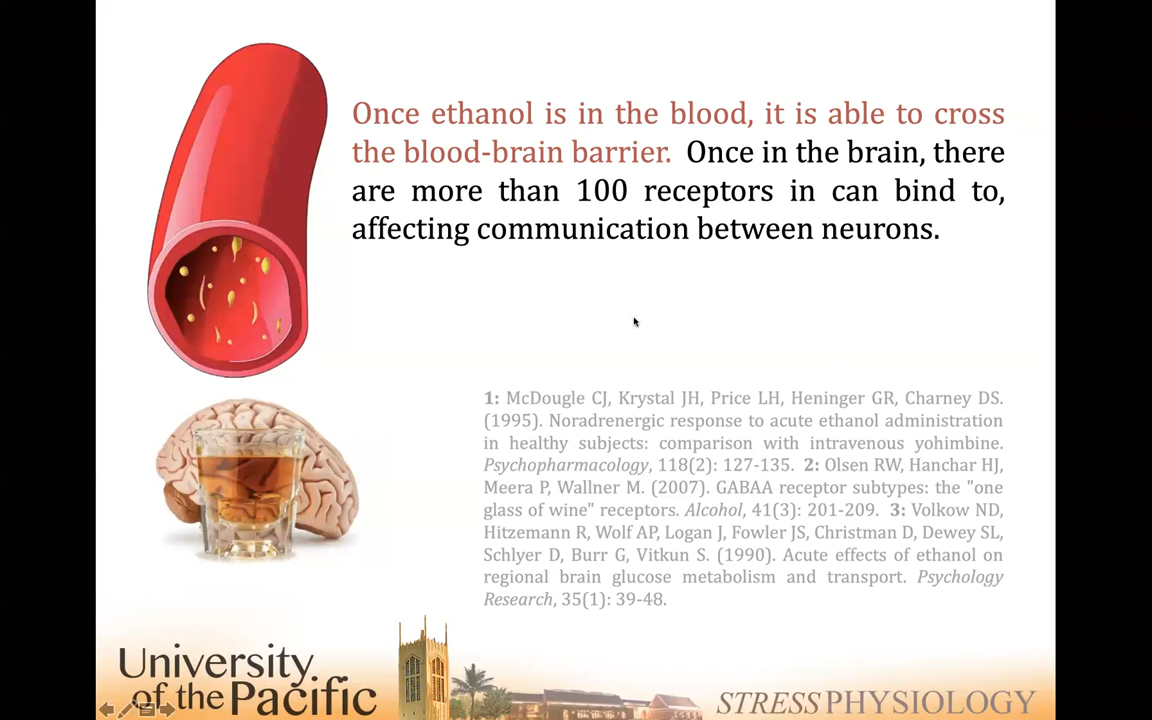 Once ethanol is in the blood, it is able to cross
the blood-brain barrier. Once in the brain, there
are more than 100 receptors in can bind to,
affecting communication between neurons.
1: McDougle CJ, Krystal JH, Price LH, Heninger GR, Charney DS.
(1995). Noradrenergic response to acute ethanol administration
in healthy subjects: comparison with intravenous yohimbine.
Psychopharmacology, 118(2): 127-135. 2: Olsen RW, Hanchar HJ,
Meera P, Wallner M. (2007). GABAA receptor subtypes: the "one
glass of wine" receptors. Alcohol, 41(3): 201-209. 3: Volkow ND,
Hitzemann R, Wolf AP, Logan J, Fowler JS, Christman D, Dewey SL,
Schlyer D, Burr G, Vitkun S. (1990). Acute effects of ethanol on
regional brain glucose metabolism and transport. Psychology
Research, 35(1): 39-48.
University
of the Pacific
STRESSPHYSIOLOGY